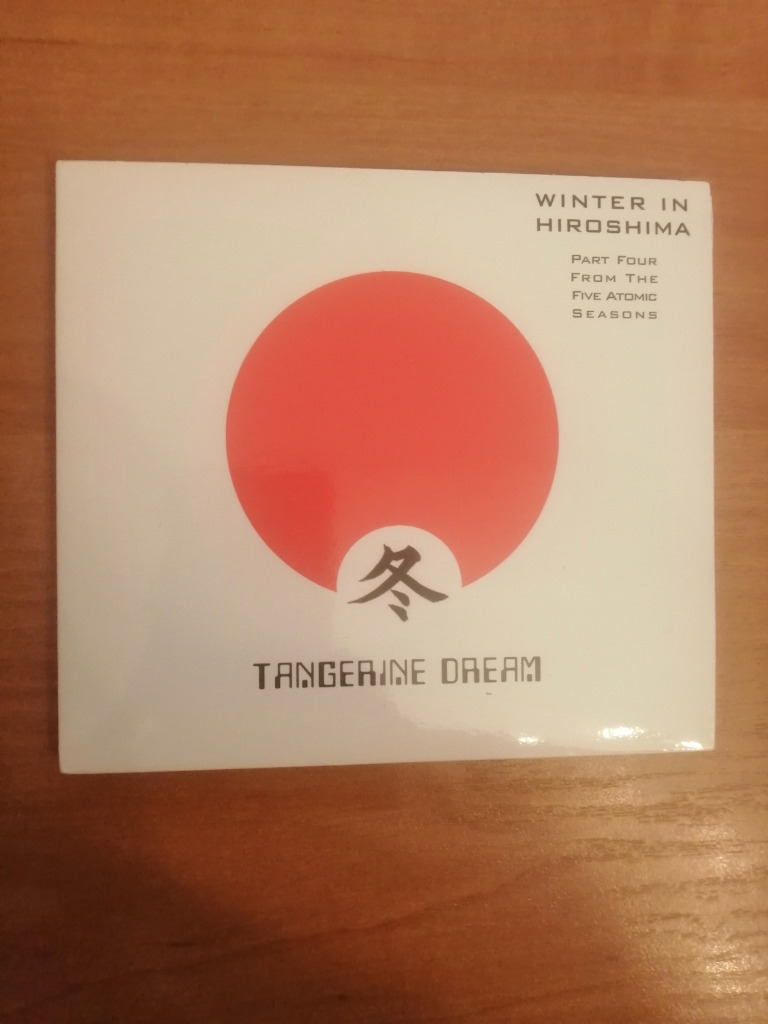 WINTER IN
HIROSHIMA
PART FOUR
FROM THE
FIVE ATOMIC
SEASONS
冬
TANGERINE DREAM